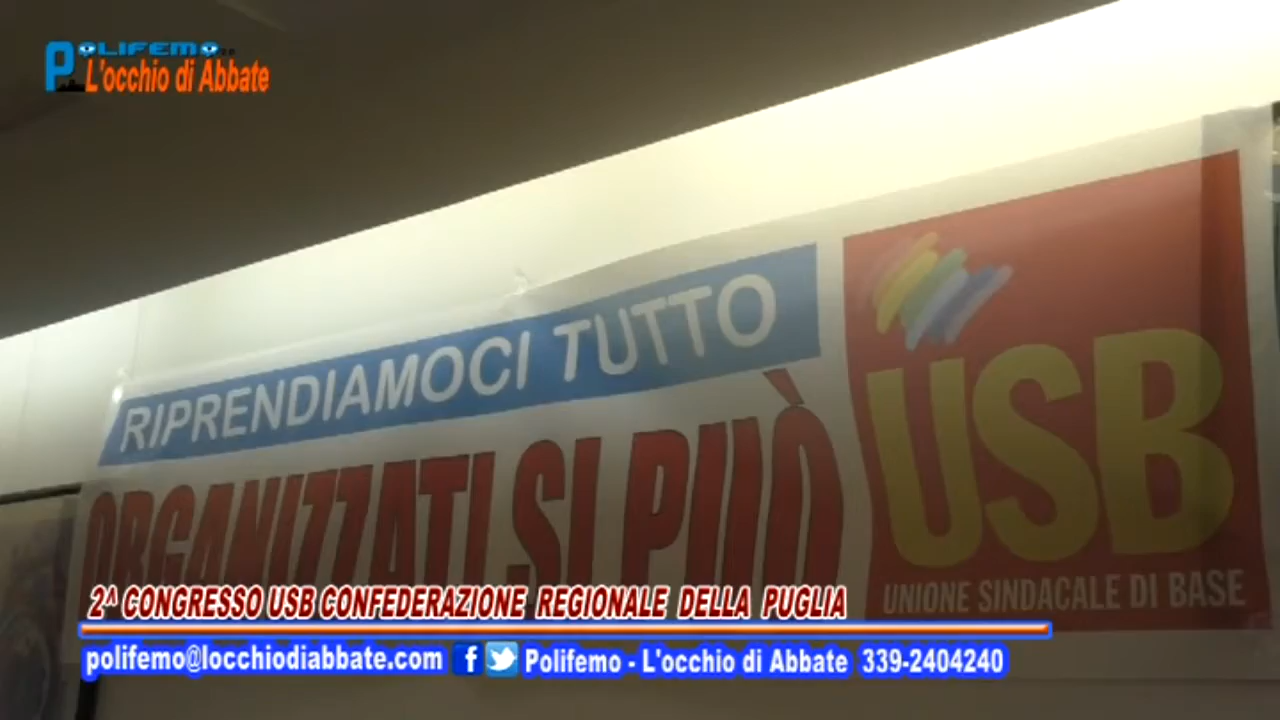 POLIFEMO
L'occhio di Abbate
RIPRENDIAMOCI TUTTO
ORGANIZZATI SI PUÒ
USB
UNIONE SINDACALE DI BASE
2^ CONGRESSO USB CONFEDERAZIONE REGIONALE DELLA PUGLIA
polifemo@locchiodiabbate.com Polifemo - L'occhio di Abbate 339-2404240